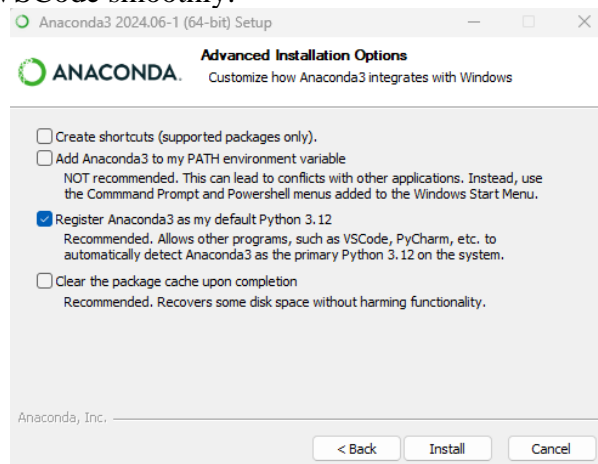 VSCode smoothly.
Anaconda3 2024.06-1 (64-bit) Setup
ANACONDA.
Advanced Installation Options
Customize how Anaconda3 integrates with Windows
Create shortcuts (supported packages only).
Add Anaconda3 to my PATH environment variable
NOT recommended. This can lead to conflicts with other applications. Instead, use
the Commmand Prompt and Powershell menus added to the Windows Start Menu.
Register Anaconda3 as my default Python 3.12
Recommended. Allows other programs, such as VSCode, PyCharm, etc. to
automatically detect Anaconda3 as the primary Python 3.12 on the system.
Clear the package cache upon completion
Recommended. Recovers some disk space without harming functionality.
Anaconda, Inc.
< Back Install Cancel